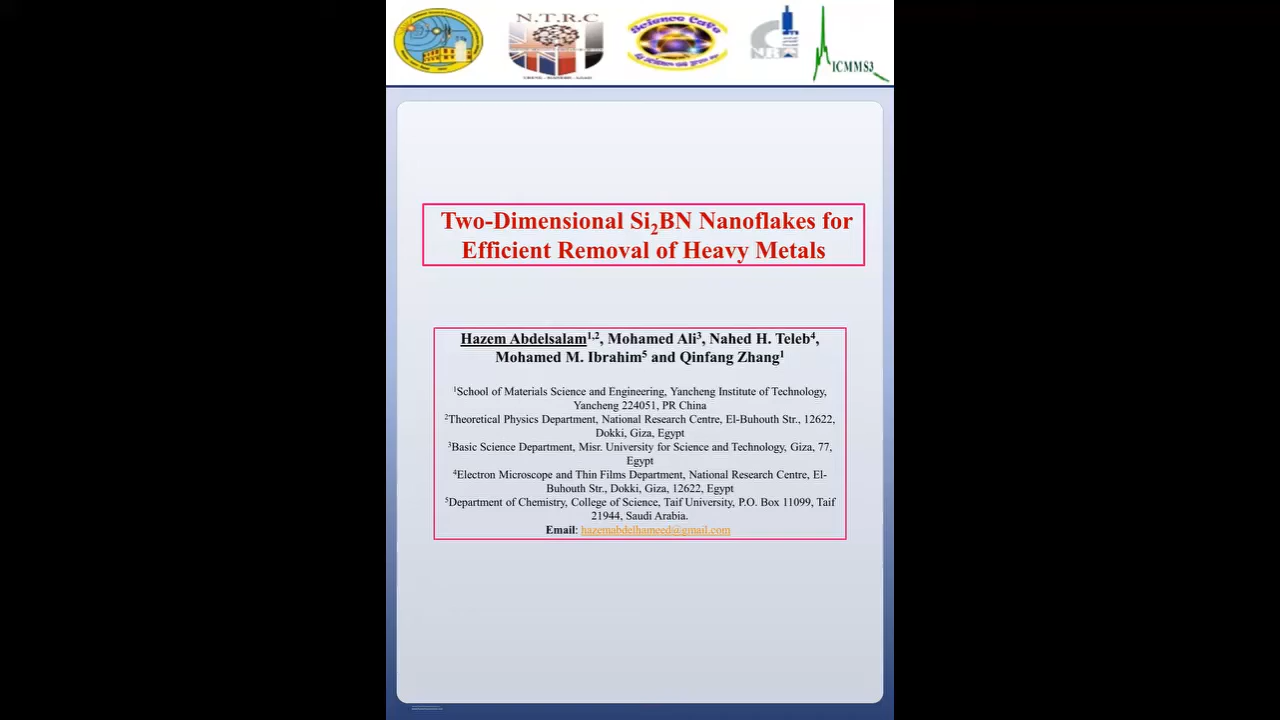 N.T.R.C
Science Cafe
NRC
ICMMS3
Two-Dimensional Si₂BN Nanoflakes for
Efficient Removal of Heavy Metals
Hazem Abdelsalam¹,², Mohamed Ali³, Nahed H. Teleb⁴,
Mohamed M. Ibrahim⁵ and Qinfang Zhang¹
¹School of Materials Science and Engineering, Yancheng Institute of Technology,
Yancheng 224051, PR China
²Theoretical Physics Department, National Research Centre, El-Buhouth Str., 12622,
Dokki, Giza, Egypt
³Basic Science Department, Misr. University for Science and Technology, Giza, 77,
Egypt
⁴Electron Microscope and Thin Films Department, National Research Centre, El-
Buhouth Str., Dokki, Giza, 12622, Egypt
⁵Department of Chemistry, College of Science, Taif University, P.O. Box 11099, Taif
21944, Saudi Arabia.
Email: hazemabdelhameed@gmail.com